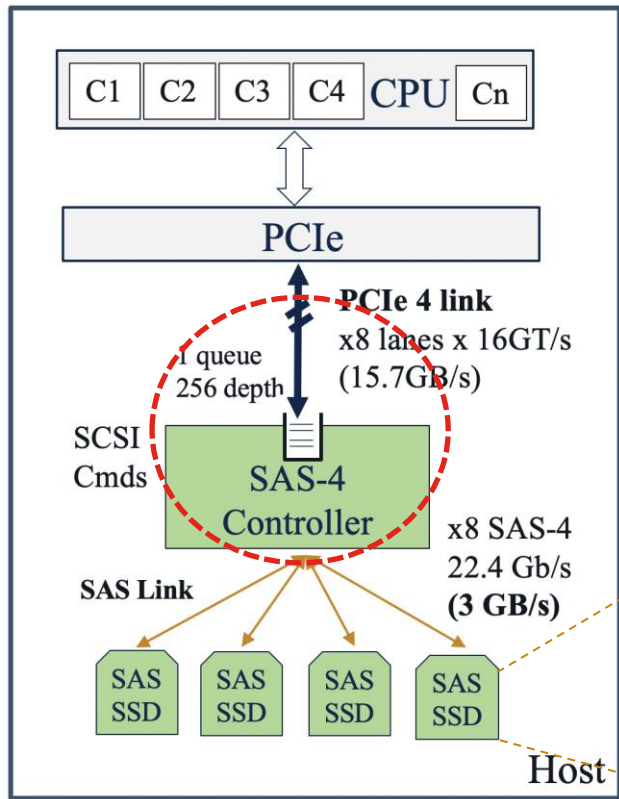 C1 C2 C3 C4 CPU Cn
PCIe
PCIe 4 link
x8 lanes x 16GT/s
(15.7GB/s)
1 queue
256 depth
SCSI
Cmds
SAS-4
Controller
x8 SAS-4
22.4 Gb/s
(3 GB/s)
SAS Link
SAS
SSD
SAS
SSD
SAS
SSD
SAS
SSD
Host